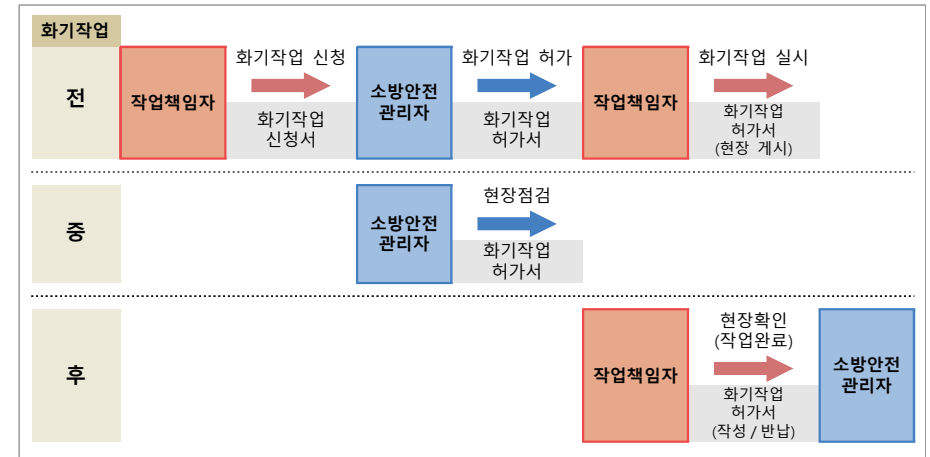 화기작업
전
작업책임자
화기작업 신청
화기작업
신청서
소방안전
관리자
화기작업 허가
화기작업
허가서
작업책임자
화기작업 실시
화기작업
허가서
(현장 게시)
중
소방안전
관리자
현장점검
화기작업
허가서
후
작업책임자
현장확인
(작업완료)
화기작업
허가서
(작성 / 반납)
소방안전
관리자